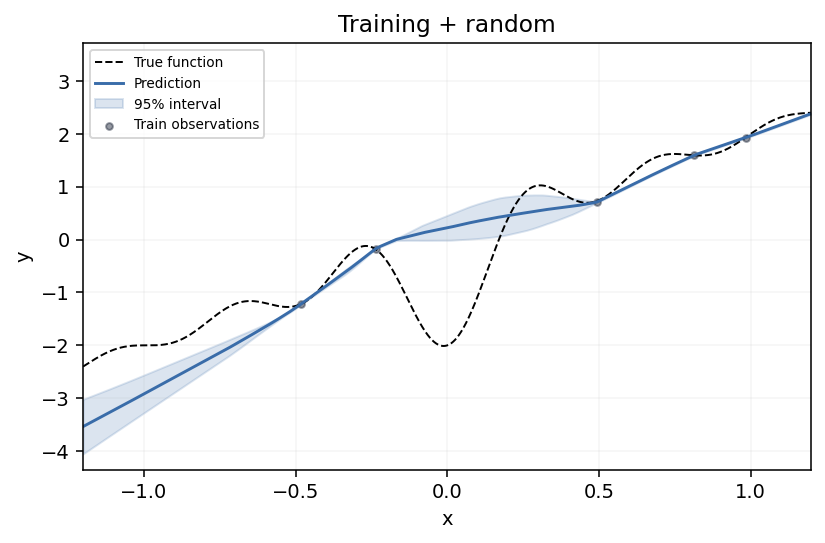 Training + random
True function
Prediction
95% interval
Train observations
3
2
1
0
−1
−2
−3
−4
y
−1.0
−0.5
0.0
0.5
1.0
x